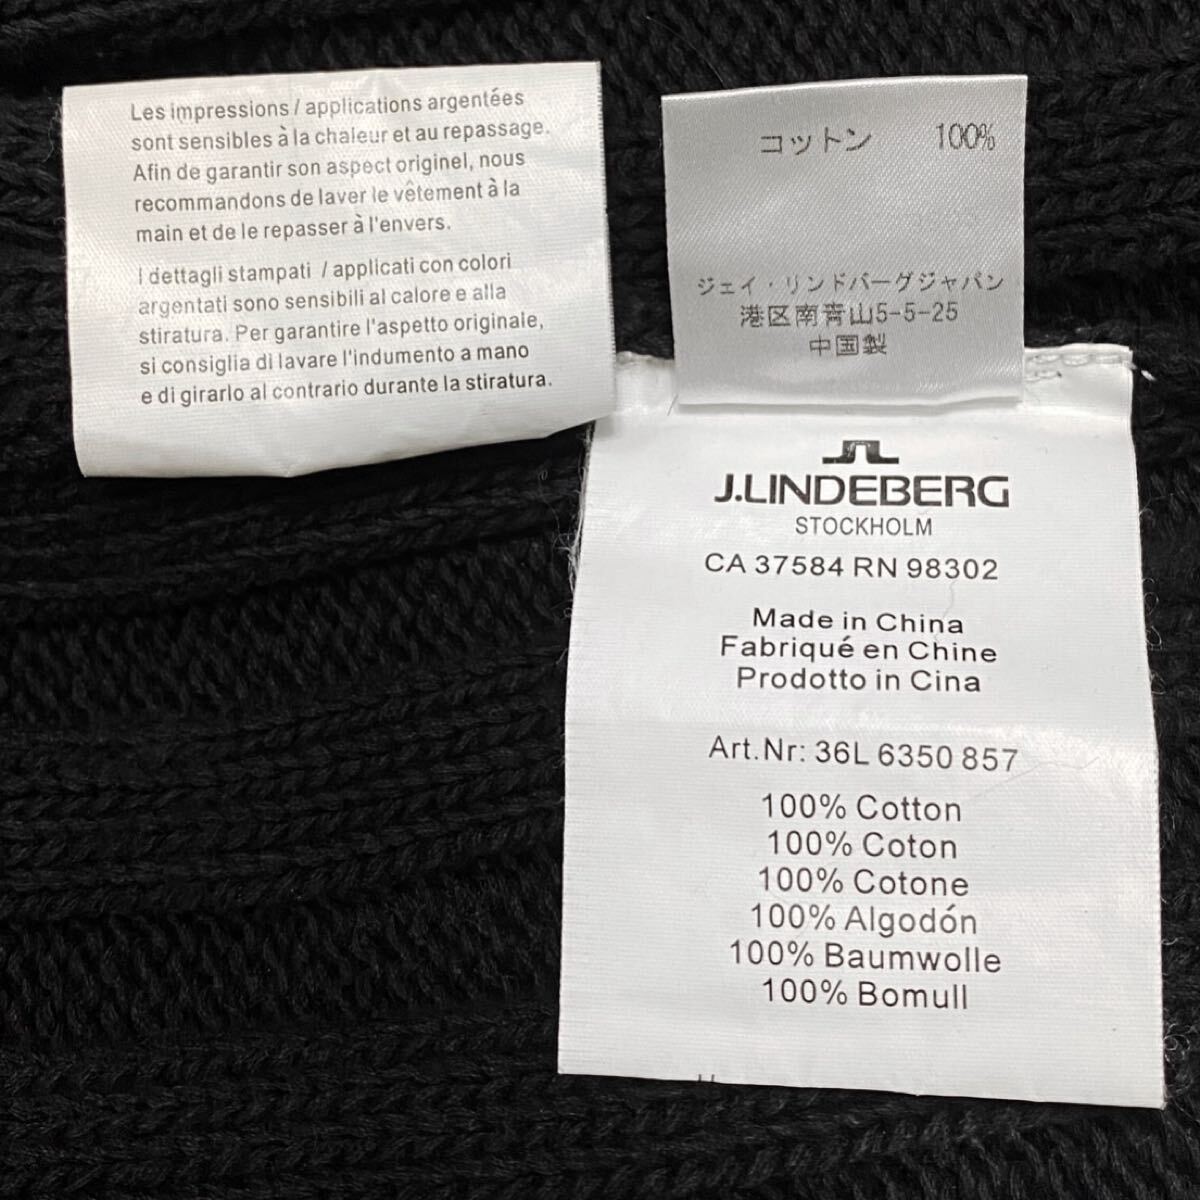 Les impressions / applications argentées
sont sensibles à la chaleur et au repassage.
Afin de garantir son aspect originel, nous
recommandons de laver le vêtement à la
main et de le repasser à l'envers.
I dettagli stampati / applicati con colori
argentati sono sensibili al calore e alla
stiratura. Per garantire l'aspetto originale,
si consiglia di lavare l'indumento a mano
e di girarlo al contrario durante la stiratura.
コットン 100%
ジェイ・リンドバーグジャパン
港区南青山5-5-25
中国製
J.LINDEBERG
STOCKHOLM
CA 37584 RN 98302
Made in China
Fabriqué en Chine
Prodotto in Cina
Art.Nr: 36L 6350 857
100% Cotton
100% Coton
100% Cotone
100% Algodón
100% Baumwolle
100% Bomull